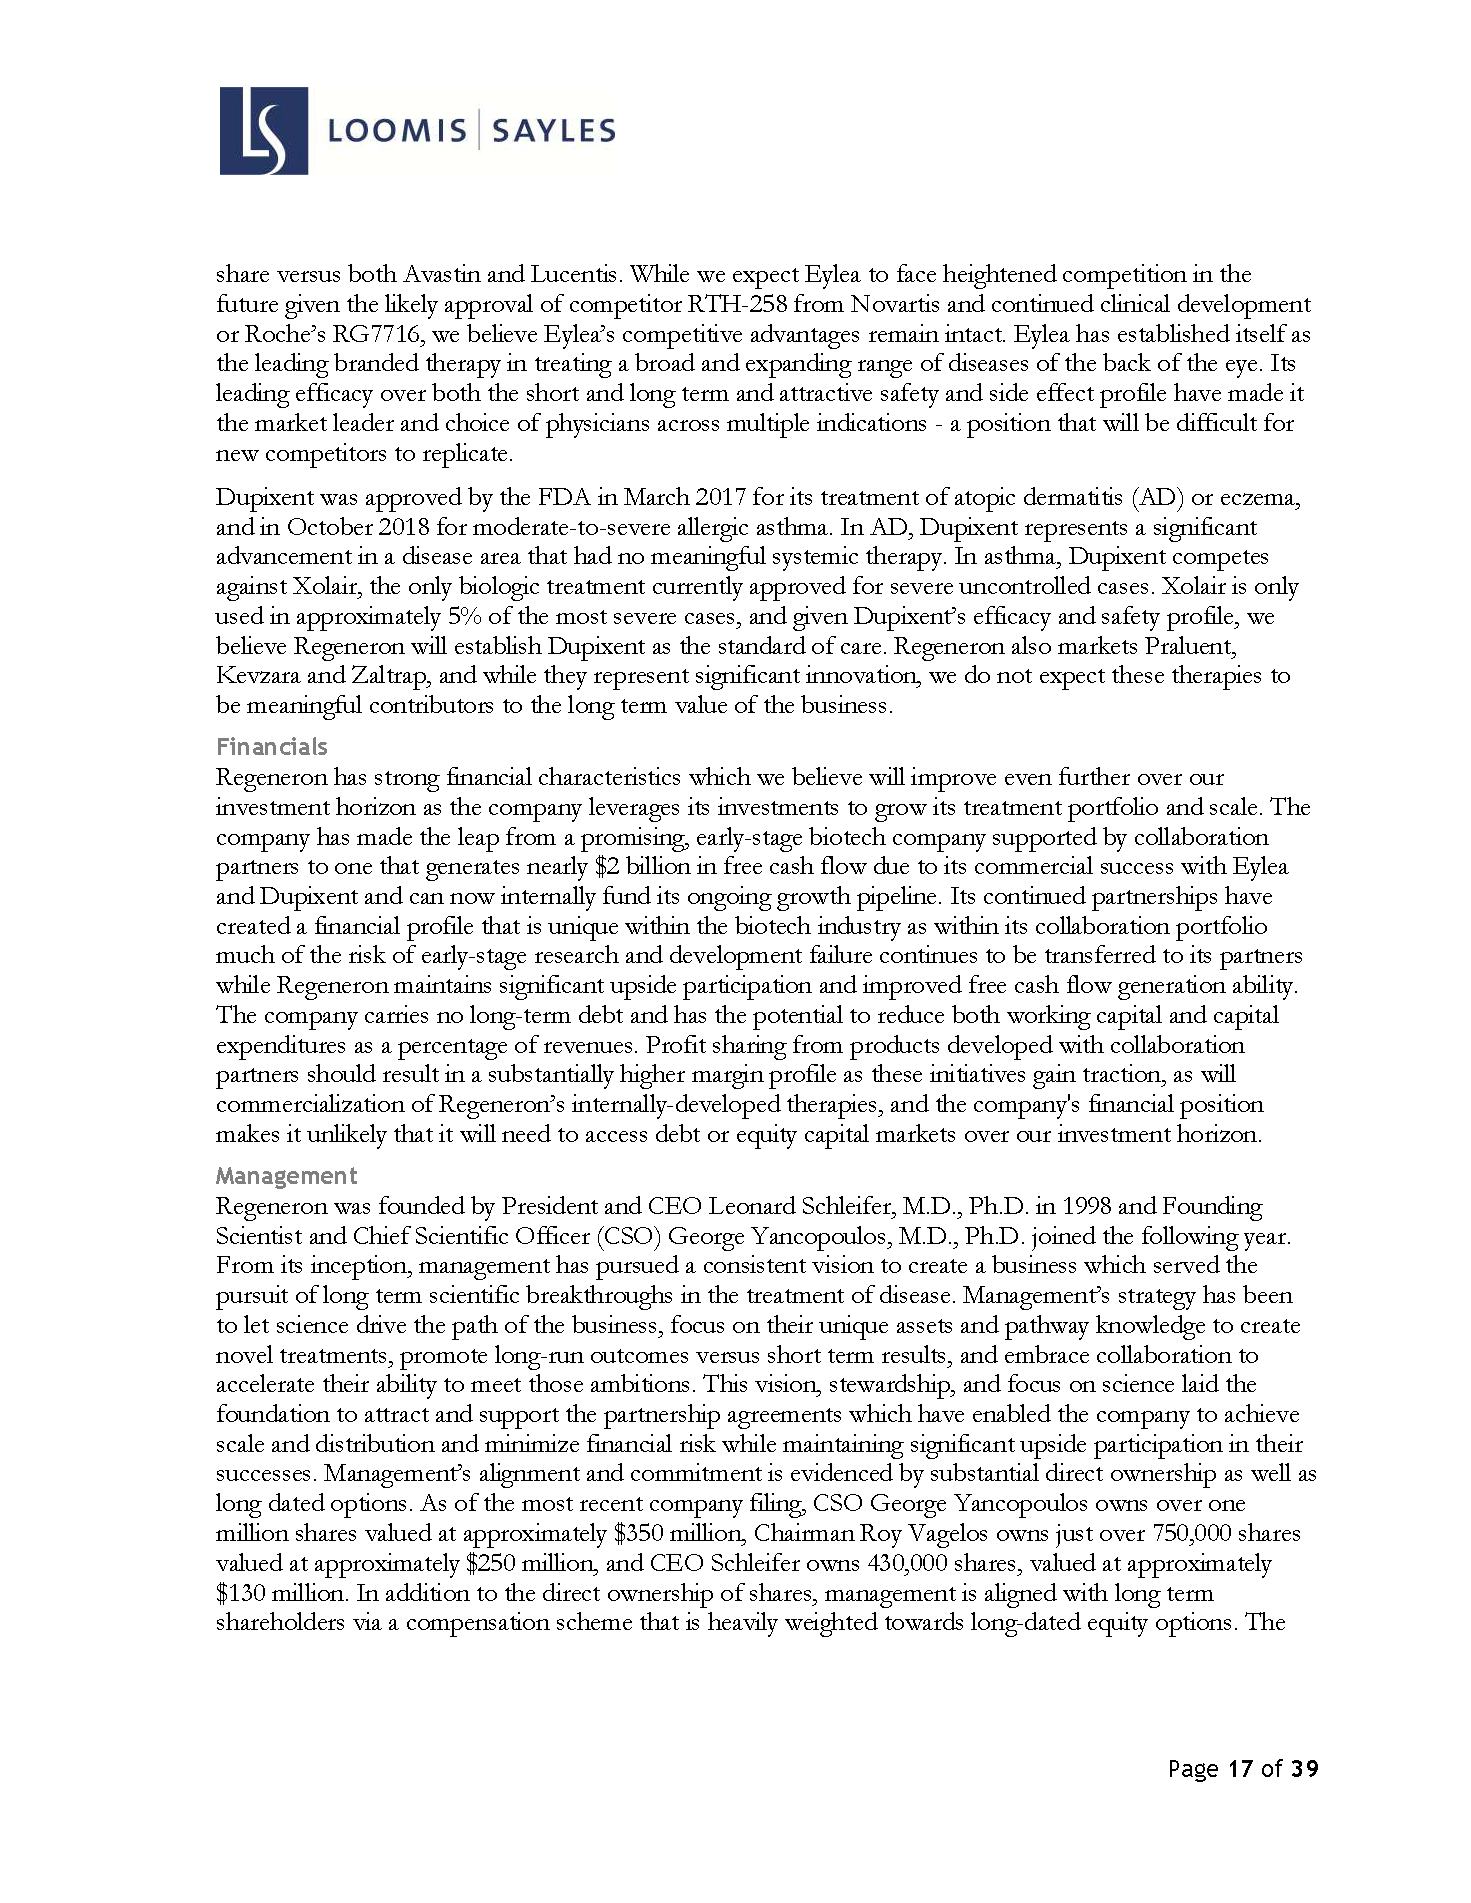 LS LOOMIS | SAYLES
share versus both Avastin and Lucentis. While we expect Eylea to face heightened competition in the
future given the likely approval of competitor RTH-258 from Novartis and continued clinical development
or Roche’s RG7716, we believe Eylea’s competitive advantages remain intact. Eylea has established itself as
the leading branded therapy in treating a broad and expanding range of diseases of the back of the eye. Its
leading efficacy over both the short and long term and attractive safety and side effect profile have made it
the market leader and choice of physicians across multiple indications - a position that will be difficult for
new competitors to replicate.
Dupixent was approved by the FDA in March 2017 for its treatment of atopic dermatitis (AD) or eczema,
and in October 2018 for moderate-to-severe allergic asthma. In AD, Dupixent represents a significant
advancement in a disease area that had no meaningful systemic therapy. In asthma, Dupixent competes
against Xolair, the only biologic treatment currently approved for severe uncontrolled cases. Xolair is only
used in approximately 5% of the most severe cases, and given Dupixent’s efficacy and safety profile, we
believe Regeneron will establish Dupixent as the standard of care. Regeneron also markets Praluent,
Kevzara and Zaltrap, and while they represent significant innovation, we do not expect these therapies to
be meaningful contributors to the long term value of the business.
Financials
Regeneron has strong financial characteristics which we believe will improve even further over our
investment horizon as the company leverages its investments to grow its treatment portfolio and scale. The
company has made the leap from a promising, early-stage biotech company supported by collaboration
partners to one that generates nearly $2 billion in free cash flow due to its commercial success with Eylea
and Dupixent and can now internally fund its ongoing growth pipeline. Its continued partnerships have
created a financial profile that is unique within the biotech industry as within its collaboration portfolio
much of the risk of early-stage research and development failure continues to be transferred to its partners
while Regeneron maintains significant upside participation and improved free cash flow generation ability.
The company carries no long-term debt and has the potential to reduce both working capital and capital
expenditures as a percentage of revenues. Profit sharing from products developed with collaboration
partners should result in a substantially higher margin profile as these initiatives gain traction, as will
commercialization of Regeneron’s internally-developed therapies, and the company's financial position
makes it unlikely that it will need to access debt or equity capital markets over our investment horizon.
Management
Regeneron was founded by President and CEO Leonard Schleifer, M.D., Ph.D. in 1998 and Founding
Scientist and Chief Scientific Officer (CSO) George Yancopoulos, M.D., Ph.D. joined the following year.
From its inception, management has pursued a consistent vision to create a business which served the
pursuit of long term scientific breakthroughs in the treatment of disease. Management’s strategy has been
to let science drive the path of the business, focus on their unique assets and pathway knowledge to create
novel treatments, promote long-run outcomes versus short term results, and embrace collaboration to
accelerate their ability to meet those ambitions. This vision, stewardship, and focus on science laid the
foundation to attract and support the partnership agreements which have enabled the company to achieve
scale and distribution and minimize financial risk while maintaining significant upside participation in their
successes. Management’s alignment and commitment is evidenced by substantial direct ownership as well as
long dated options. As of the most recent company filing, CSO George Yancopoulos owns over one
million shares valued at approximately $350 million, Chairman Roy Vagelos owns just over 750,000 shares
valued at approximately $250 million, and CEO Schleifer owns 430,000 shares, valued at approximately
$130 million. In addition to the direct ownership of shares, management is aligned with long term
shareholders via a compensation scheme that is heavily weighted towards long-dated equity options. The
Page 17 of 39